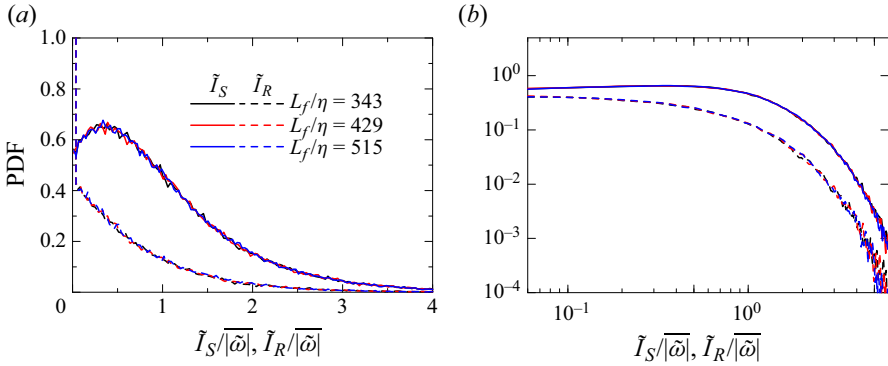 (a)
1.0
0.8
0.6
0.4
0.2
0 1 2 3 4
PDF
Ĩ_S Ĩ_R
L_f/η = 343
L_f/η = 429
L_f/η = 515
Ĩ_S/|ω̃|, Ĩ_R/|ω̃|
(b)
10^0
10^−1
10^−2
10^−3
10^−4
10^−1 10^0
Ĩ_S/|ω̃|, Ĩ_R/|ω̃|